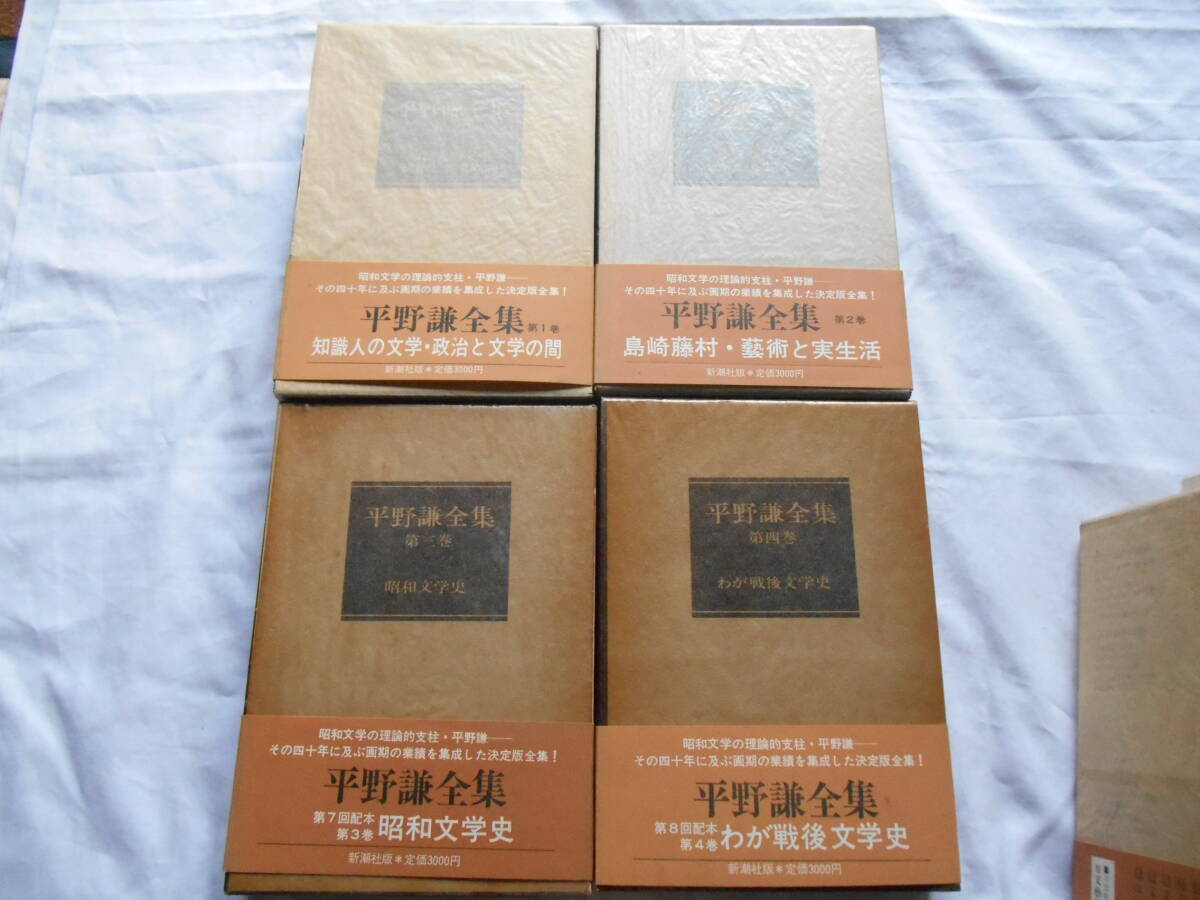 平野謙全集
昭和文学の理論的支柱・平野謙──
その四十年に及ぶ画期の業績を集成した決定版全集！
平野謙全集 第1巻
知識人の文学・政治と文学の間
新潮社版＊定価3000円
昭和文学の理論的支柱・平野謙──
その四十年に及ぶ画期の業績を集成した決定版全集！
平野謙全集 第2巻
島崎藤村・藝術と実生活
新潮社版＊定価3000円
平野謙全集
第三巻
昭和文学史
昭和文学の理論的支柱・平野謙──
その四十年に及ぶ画期の業績を集成した決定版全集！
平野謙全集
第7回配本
第3巻 昭和文学史
新潮社版＊定価3000円
平野謙全集
第四巻
わが戦後文学史
昭和文学の理論的支柱・平野謙──
その四十年に及ぶ画期の業績を集成した決定版全集！
平野謙全集
第8回配本
第4巻 わが戦後文学史
新潮社版＊定価3000円